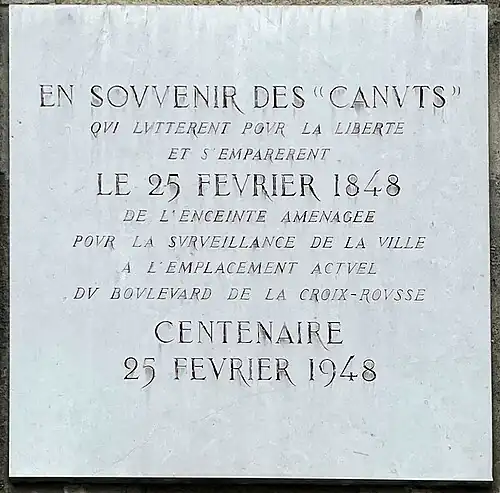 EN SOVVENIR DES "CANVTS"
QVI LVTTERENT POVR LA LIBERTE
ET S'EMPARERENT
LE 25 FEVRIER 1848
DE L'ENCEINTE AMENAGEE
POVR LA SVRVEILLANCE DE LA VILLE
A L'EMPLACEMENT ACTVEL
DV BOVLEVARD DE LA CROIX-ROVSSE
CENTENAIRE
25 FEVRIER 1948